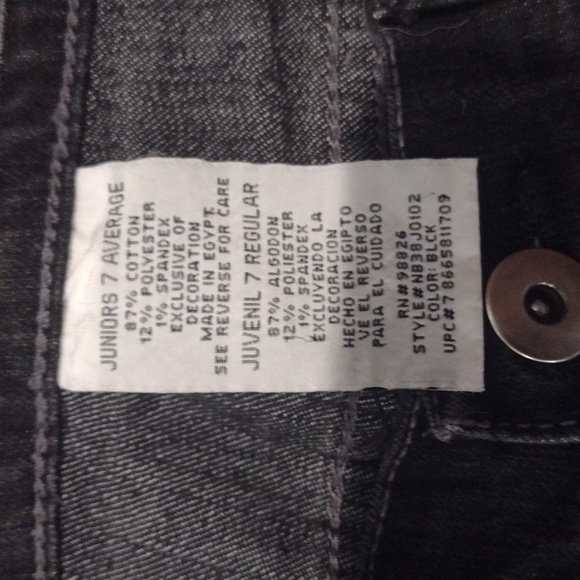 JUNIORS 7 AVERAGE
87% COTTON
12% POLYESTER
1% SPANDEX
EXCLUSIVE OF
DECORATION
MADE IN EGYPT.
SEE REVERSE FOR CARE
JUVENIL 7 REGULAR
87% ALGODON
12% POLIESTER
1% SPANDEX
EXCLUYENDO LA
DECORACION
HECHO EN EGIPTO
VE EL REVERSO
PARA EL CUIDADO
RN#98826
STYLE#NB38J0102
COLOR: BLCK
UPC#78665811709